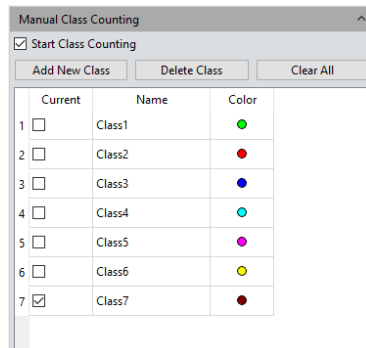 Manual Class Counting
Start Class Counting
Add New Class Delete Class Clear All
Current Name Color
1 Class1
2 Class2
3 Class3
4 Class4
5 Class5
6 Class6
7 Class7